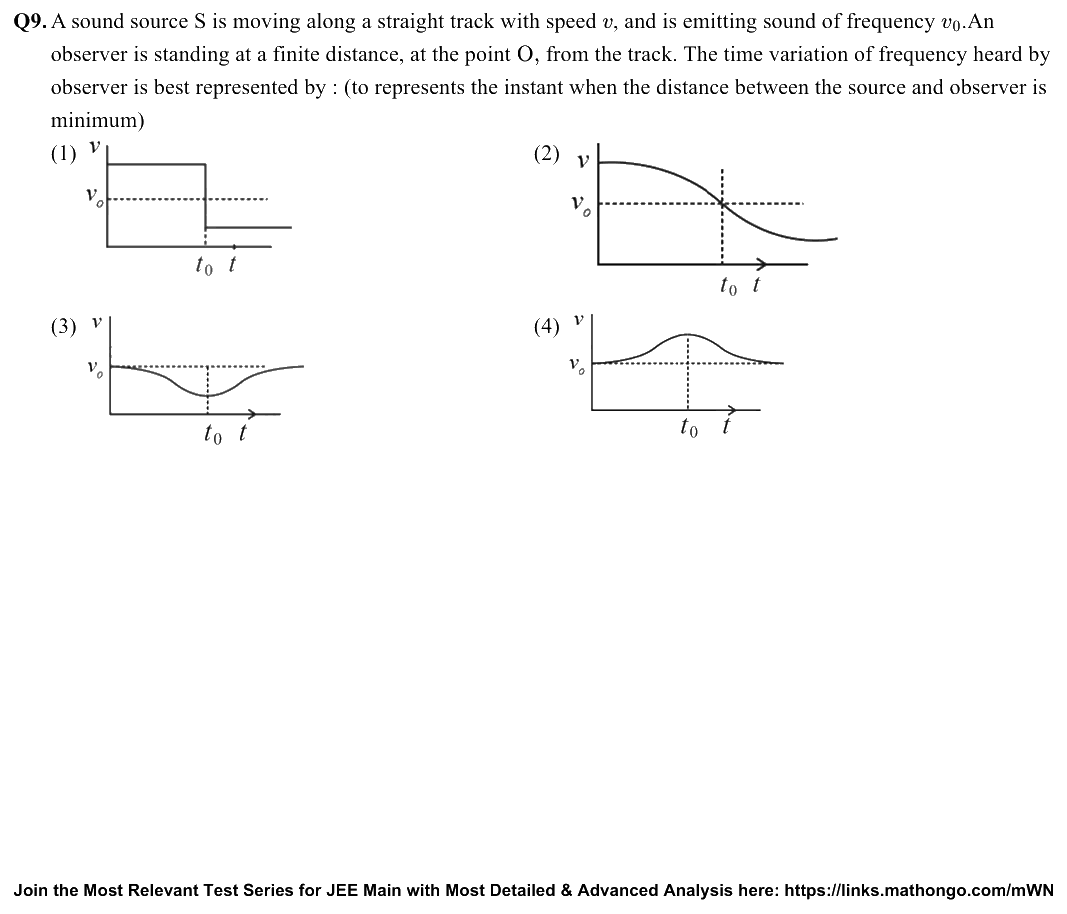 Q9. A sound source S is moving along a straight track with speed v, and is emitting sound of frequency ν₀.An
observer is standing at a finite distance, at the point O, from the track. The time variation of frequency heard by
observer is best represented by : (to represents the instant when the distance between the source and observer is
minimum)
(1) ν
ν₀
t₀ t
(2) ν
ν₀
t₀ t
(3) ν
ν₀
t₀ t
(4) ν
ν₀
t₀ t
Join the Most Relevant Test Series for JEE Main with Most Detailed & Advanced Analysis here: https://links.mathongo.com/mWN